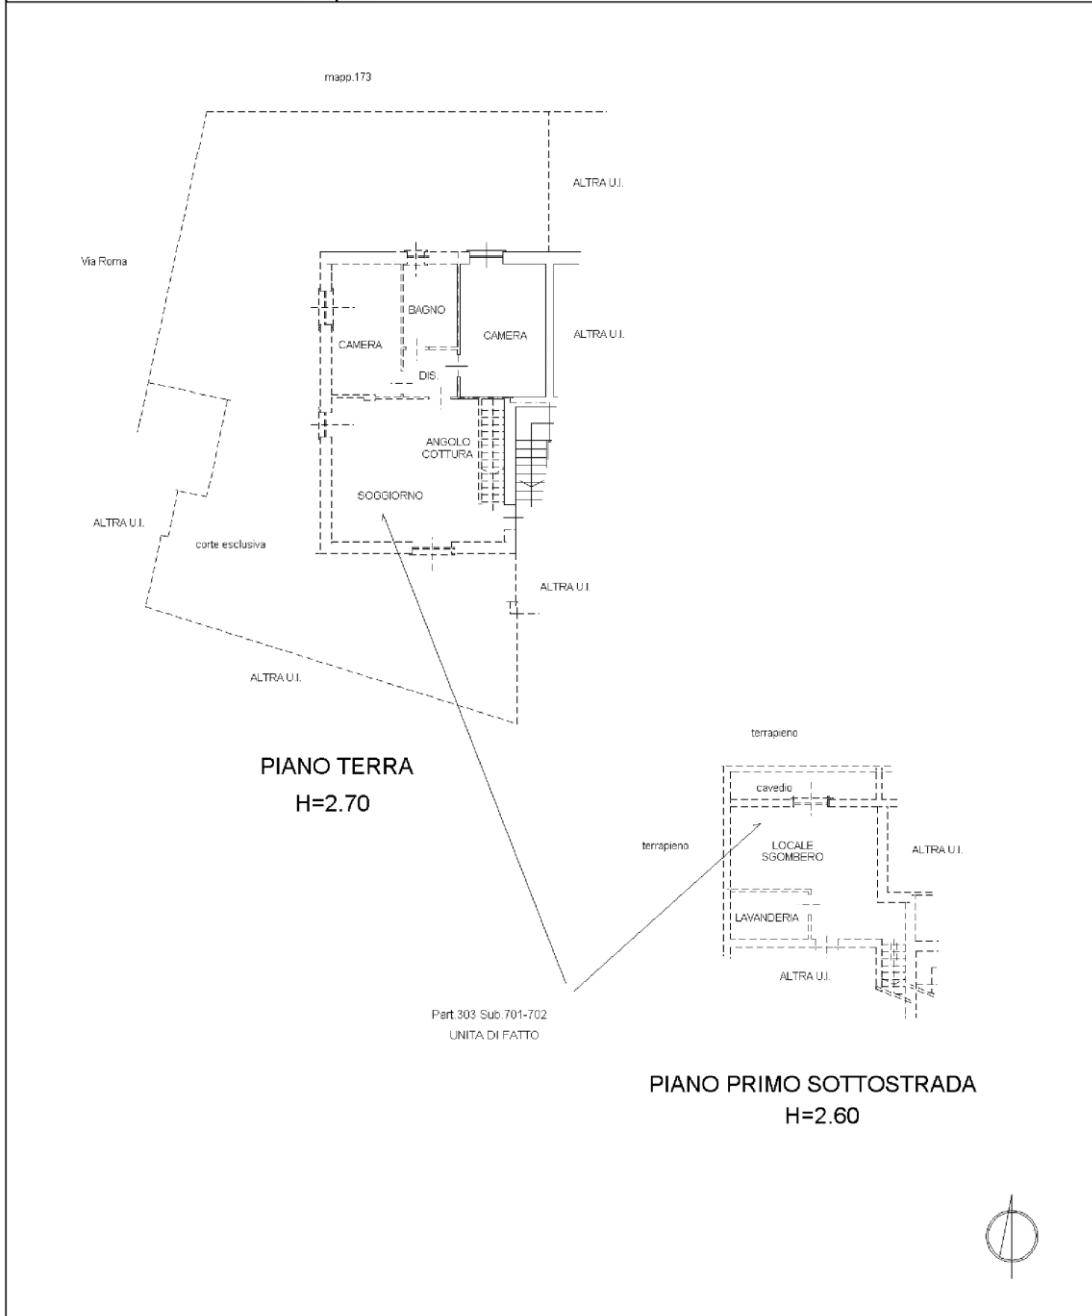 mapp.173
ALTRA U.I.
Via Roma
BAGNO
CAMERA
CAMERA
ALTRA U.I.
DIS.
ANGOLO
COTTURA
SOGGIORNO
ALTRA U.I.
corte esclusiva
ALTRA U.I.
ALTRA U.I.
PIANO TERRA
H=2.70
terrapieno
cavedio
terrapieno
LOCALE
SGOMBERO
ALTRA U.I.
LAVANDERIA
ALTRA U.I.
Part.303 Sub.701-702
UNITA DI FATTO
PIANO PRIMO SOTTOSTRADA
H=2.60